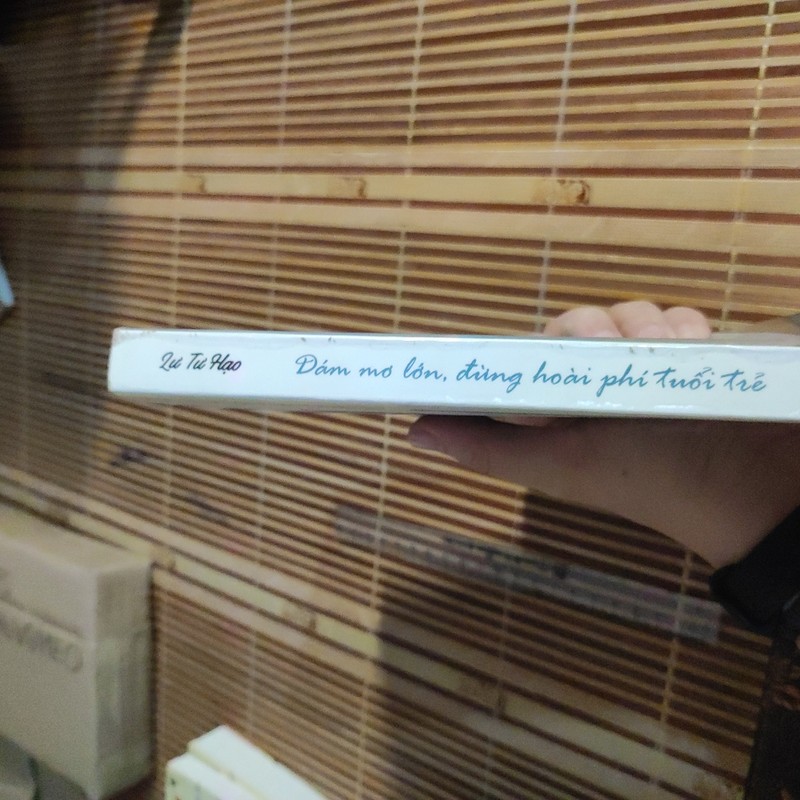 Lư Tư Hạo
Dám mơ lớn, đừng hoài phí tuổi trẻ